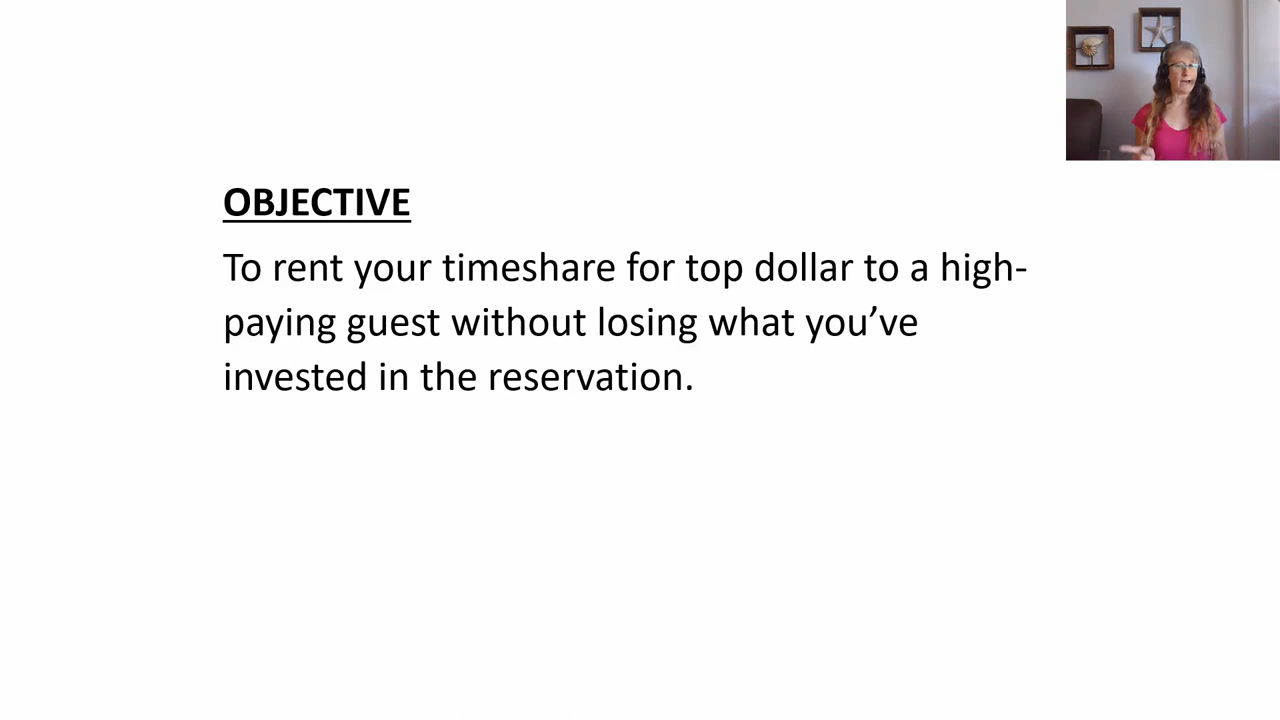 OBJECTIVE
To rent your timeshare for top dollar to a high-
paying guest without losing what you’ve
invested in the reservation.